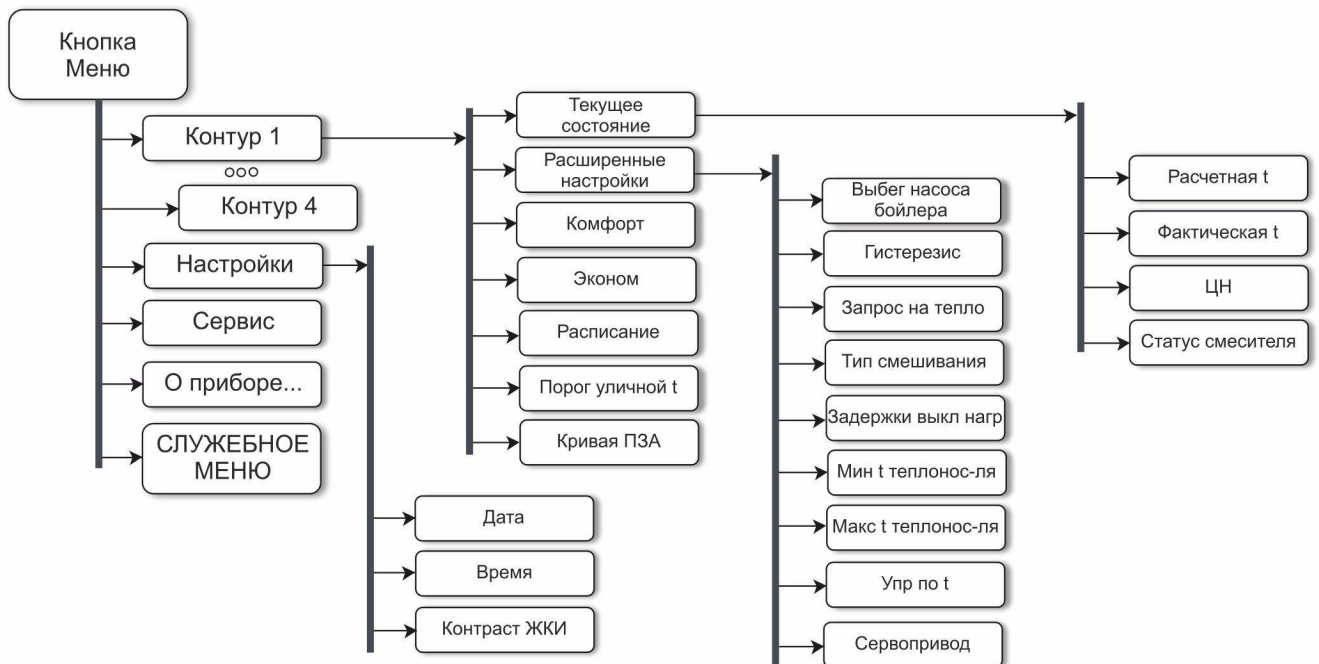 Кнопка
Меню
Контур 1
ооо
Контур 4
Настройки
Сервис
О приборе...
СЛУЖЕБНОЕ
МЕНЮ
Текущее
состояние
Расширенные
настройки
Комфорт
Эконом
Расписание
Порог уличной t
Кривая ПЗА
Дата
Время
Контраст ЖКИ
Выбег насоса
бойлера
Гистерезис
Запрос на тепло
Тип смешивания
Задержки выкл нагр
Мин t теплонос-ля
Макс t теплонос-ля
Упр по t
Сервопривод
Расчетная t
Фактическая t
ЦН
Статус смесителя